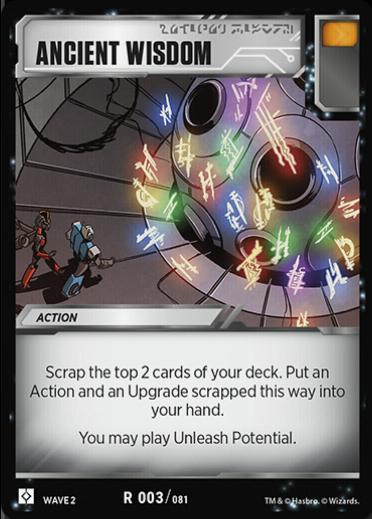 ANCIENT WISDOM
ACTION
Scrap the top 2 cards of your deck. Put an
Action and an Upgrade scrapped this way into
your hand.
You may play Unleash Potential.
WAVE 2
R 003/081
TM & © Hasbro. © Wizards.